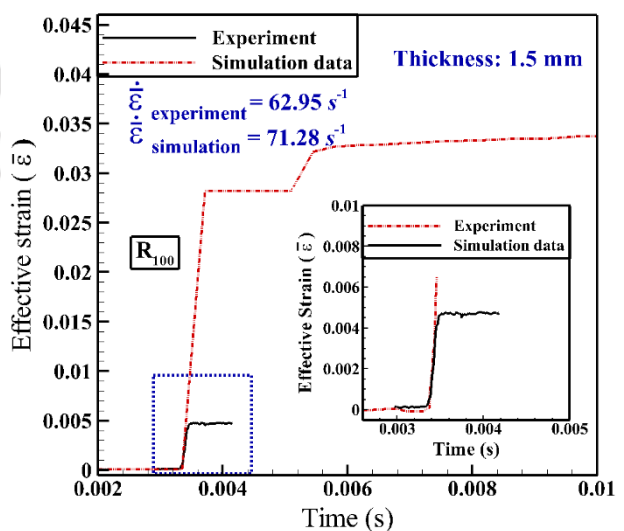 Experiment
Simulation data
Thickness: 1.5 mm
ε̄̇ experiment = 62.95 s⁻¹
ε̄̇ simulation = 71.28 s⁻¹
R₁₀₀
Effective strain ( ε̄ )
0.045
0.04
0.035
0.03
0.025
0.02
0.015
0.01
0.005
0
0.002
0.004
0.006
0.008
0.01
Time (s)
Experiment
Simulation data
Effective Strain ( ε̄ )
0.01
0.008
0.006
0.004
0.002
0
0.003
0.004
0.005
Time (s)